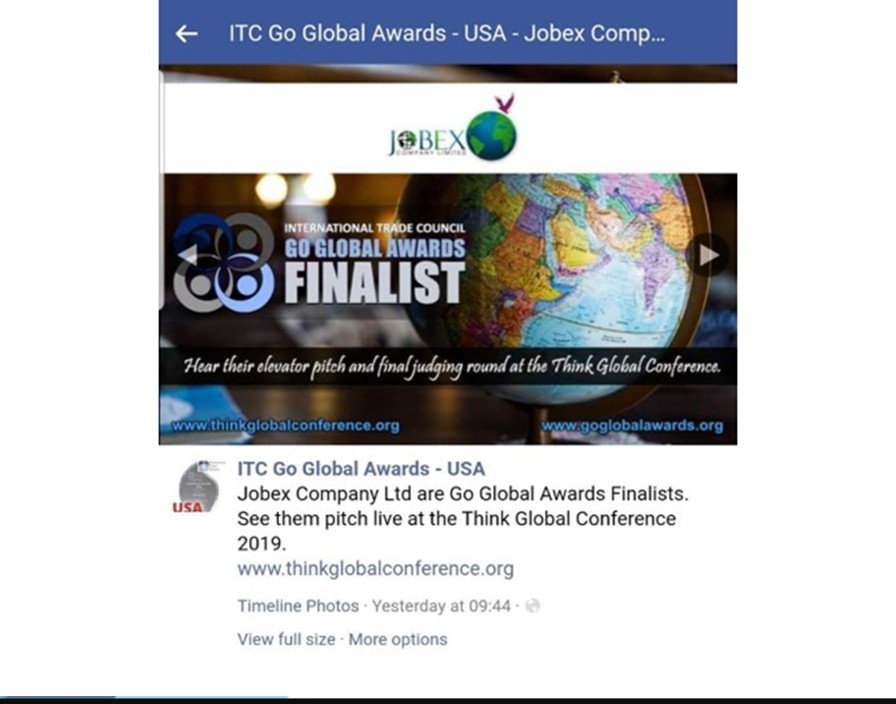 ITC Go Global Awards - USA - Jobex Comp...
JOBEX
COMPANY LIMITED
INTERNATIONAL TRADE COUNCIL
GO GLOBAL AWARDS
FINALIST
Hear their elevator pitch and final judging round at the Think Global Conference.
www.thinkglobalconference.org
www.goglobalawards.org
ITC Go Global Awards - USA
Jobex Company Ltd are Go Global Awards Finalists.
See them pitch live at the Think Global Conference
2019.
www.thinkglobalconference.org
USA
Timeline Photos · Yesterday at 09:44 ·
View full size · More options